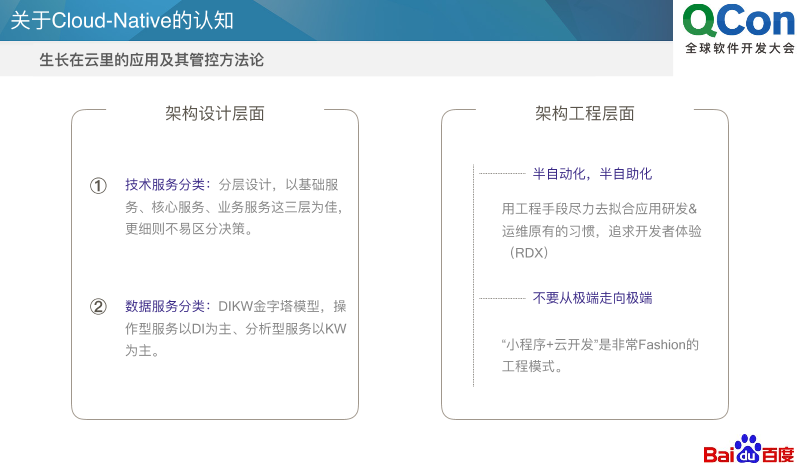 关于Cloud-Native的认知
QCon
全球软件开发大会
生长在云里的应用及其管控方法论
架构设计层面
① 技术服务分类：分层设计，以基础服
务、核心服务、业务服务这三层为佳，
更细则不易区分决策。
② 数据服务分类：DIKW金字塔模型，操
作型服务以DI为主、分析型服务以KW
为主。
架构工程层面
半自动化，半自助化
用工程手段尽力去拟合应用研发&
运维原有的习惯，追求开发者体验
（RDX）
不要从极端走向极端
“小程序+云开发”是非常Fashion的
工程模式。
Bai du 百度